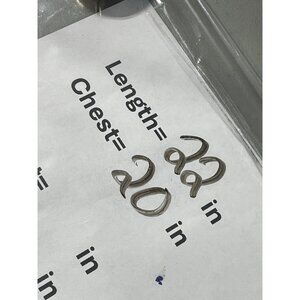 Length= 22 in
Chest= 20 in
t= in
in